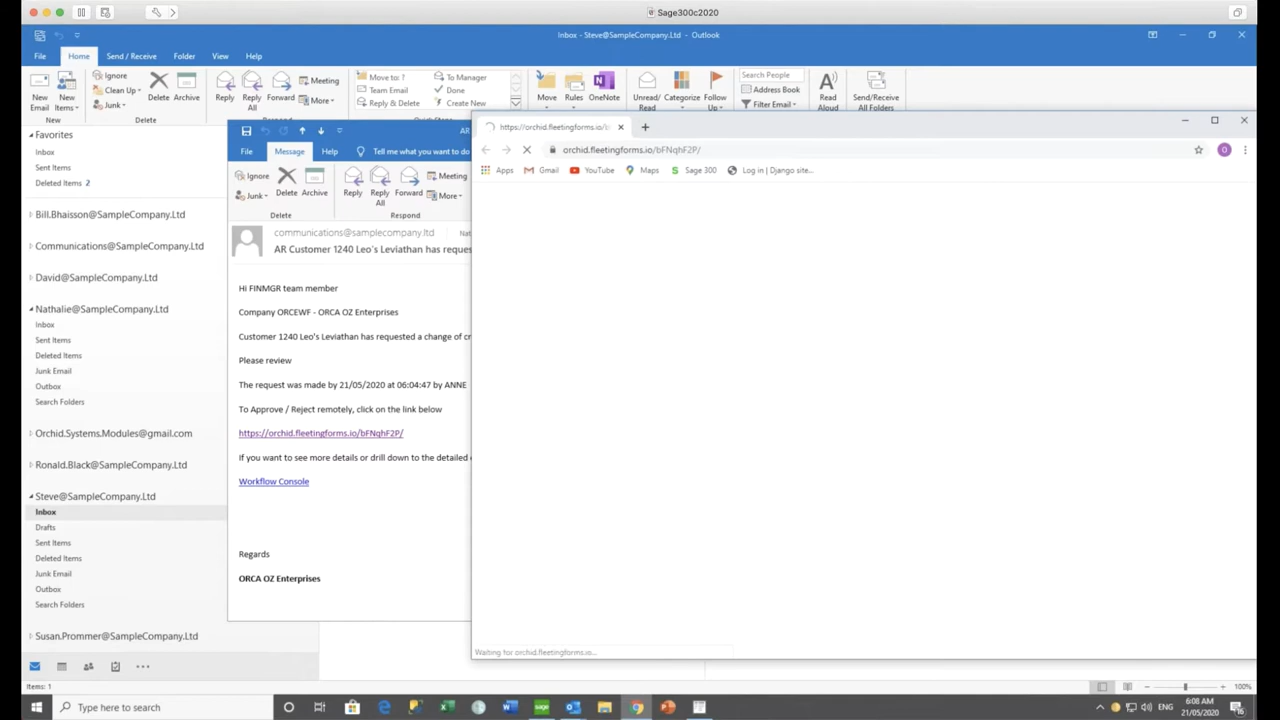 Sage300c2020
Inbox - Steve@SampleCompany.Ltd - Outlook
File Home Send / Receive Folder View Help
New Email
New Items
Ignore
Clean Up
Junk
Delete
Archive
Delete
Reply
Reply All
Forward
Meeting
More
Move to: ?
Team Email
Reply & Delete
To Manager
Done
Create New
Move
Rules
OneNote
Unread/ Read
Categorize
Follow Up
Search People
Address Book
Filter Email
Read Aloud
Send/Receive All Folders
Favorites
Inbox
Sent Items
Deleted Items 2
Bill.Bhaisson@SampleCompany.Ltd
Communications@SampleCompany.Ltd
David@SampleCompany.Ltd
Nathalie@SampleCompany.Ltd
Inbox
Sent Items
Deleted Items
Junk Email
Outbox
Search Folders
Orchid.Systems.Modules@gmail.com
Ronald.Black@SampleCompany.Ltd
Steve@SampleCompany.Ltd
Inbox
Drafts
Sent Items
Deleted Items
Junk Email
Outbox
Search Folders
Susan.Prommer@SampleCompany.Ltd
AR
File Message Help Tell me what you want to do
Ignore
Junk
Delete
Archive
Delete
Reply
Reply All
Forward
Meeting
More
Respond
communications@samplecompany.ltd
AR Customer 1240 Leo`s Leviathan has reques
Hi FINMGR team member
Company ORCEWF - ORCA OZ Enterprises
Customer 1240 Leo's Leviathan has requested a change of cr
Please review
The request was made by 21/05/2020 at 06:04:47 by ANNE
To Approve / Reject remotely, click on the link below
https://orchid.fleetingforms.io/bFNqhF2P/
If you want to see more details or drill down to the detailed
Workflow Console
Regards
ORCA OZ Enterprises
https://orchid.fleetingforms.io/b
orchid.fleetingforms.io/bFNqhF2P/
Apps Gmail YouTube Maps Sage 300 Log in | Django site...
Waiting for orchid.fleetingforms.io...
Items: 1
100%
Type here to search
ENG
6:08 AM
21/05/2020